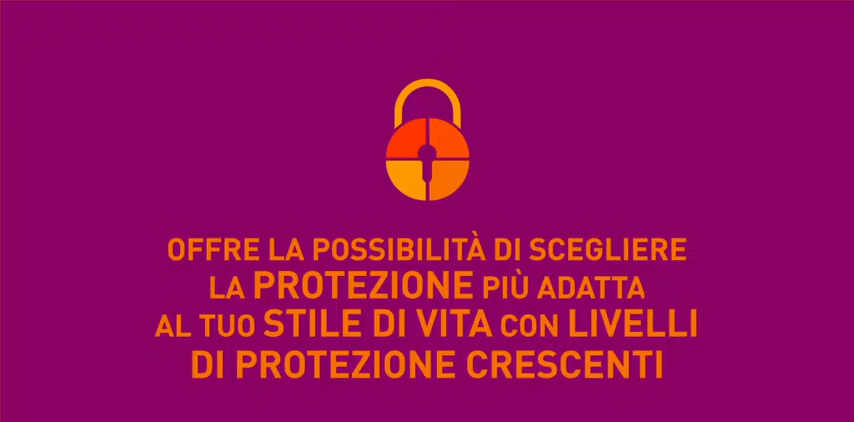 OFFRE LA POSSIBILITÀ DI SCEGLIERE
LA PROTEZIONE PIÙ ADATTA
AL TUO STILE DI VITA CON LIVELLI
DI PROTEZIONE CRESCENTI